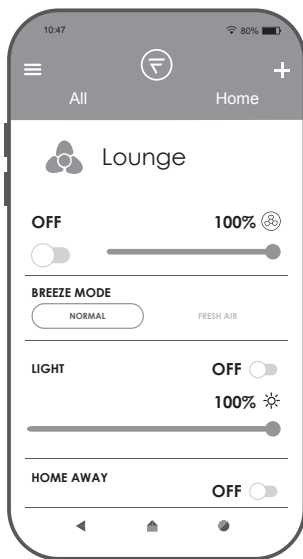 10:47 80%
All Home
Lounge
OFF 100%
BREEZE MODE
NORMAL FRESH AIR
LIGHT OFF
100%
HOME AWAY
OFF